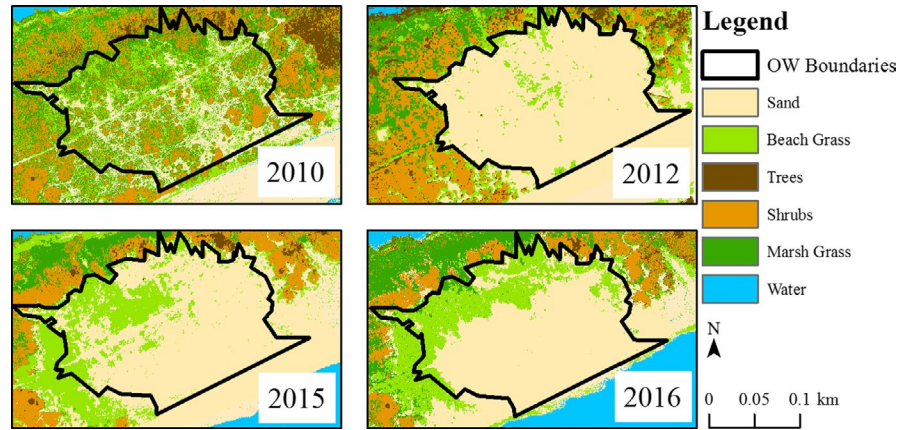 2010
2012
2015
2016
Legend
OW Boundaries
Sand
Beach Grass
Trees
Shrubs
Marsh Grass
Water
N
0 0.05 0.1 km